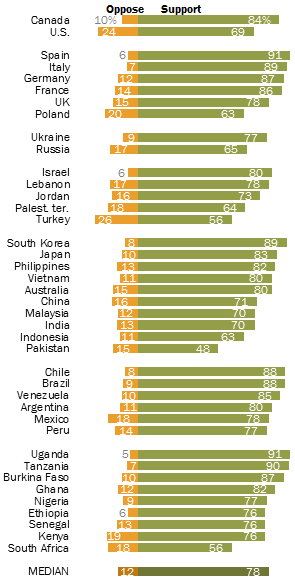 Oppose Support
Canada 10% 84%
U.S. 24 69
Spain 6 91
Italy 7 89
Germany 12 87
France 14 86
UK 15 78
Poland 20 63
Ukraine 9 77
Russia 17 65
Israel 6 80
Lebanon 17 78
Jordan 16 73
Palest. ter. 18 64
Turkey 26 56
South Korea 8 89
Japan 10 83
Philippines 13 82
Vietnam 11 80
Australia 15 80
China 16 71
Malaysia 12 70
India 13 70
Indonesia 11 63
Pakistan 15 48
Chile 8 88
Brazil 9 88
Venezuela 10 85
Argentina 11 80
Mexico 18 78
Peru 14 77
Uganda 5 91
Tanzania 7 90
Burkina Faso 10 87
Ghana 12 82
Nigeria 9 77
Ethiopia 6 76
Senegal 13 76
Kenya 19 76
South Africa 18 56
MEDIAN 12 78